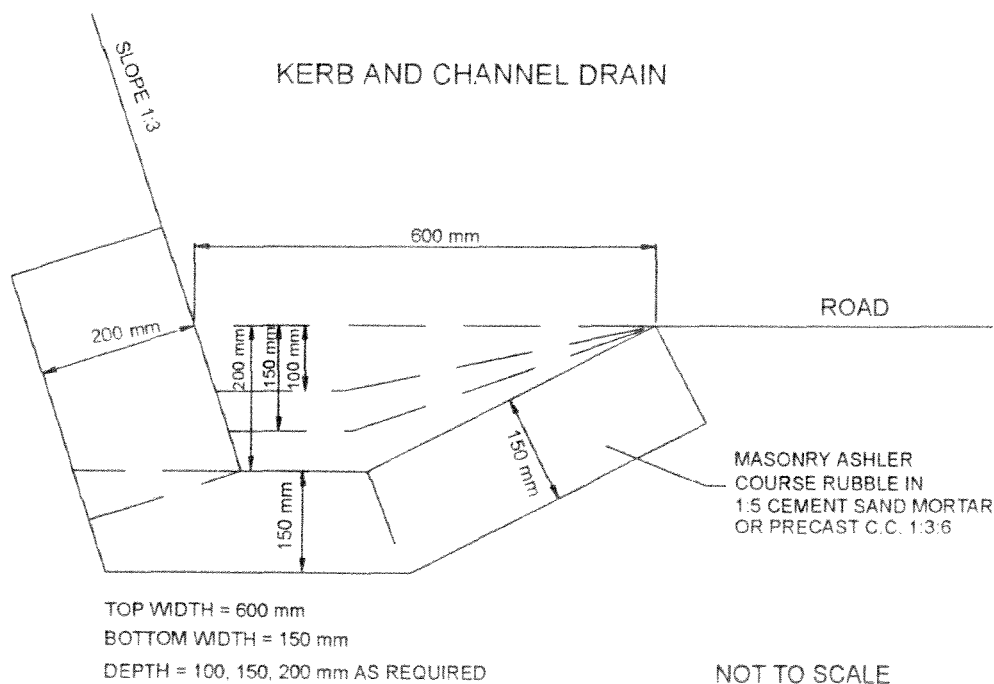 KERB AND CHANNEL DRAIN
SLOPE 1:3
600 mm
ROAD
200 mm
200 mm
150 mm
100 mm
150 mm
150 mm
MASONRY ASHLER
COURSE RUBBLE IN
1:5 CEMENT SAND MORTAR
OR PRECAST C.C. 1:3:6
TOP WIDTH = 600 mm
BOTTOM WIDTH = 150 mm
DEPTH = 100, 150, 200 mm AS REQUIRED
NOT TO SCALE